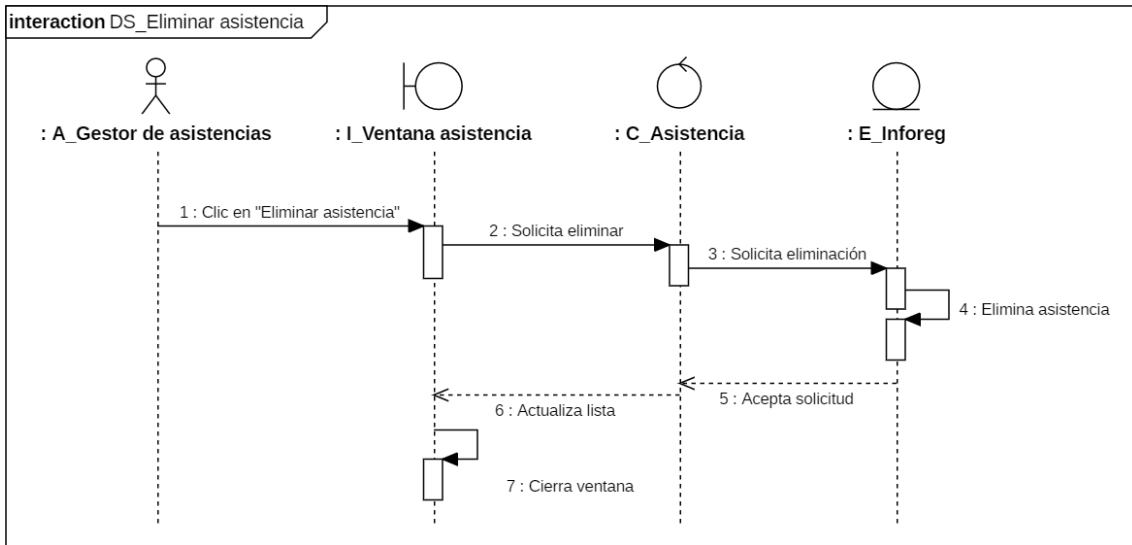 interaction DS_Eliminar asistencia
: A_Gestor de asistencias
: I_Ventana asistencia
: C_Asistencia
: E_Inforeg
1 : Clic en "Eliminar asistencia"
2 : Solicita eliminar
3 : Solicita eliminación
4 : Elimina asistencia
5 : Acepta solicitud
6 : Actualiza lista
7 : Cierra ventana